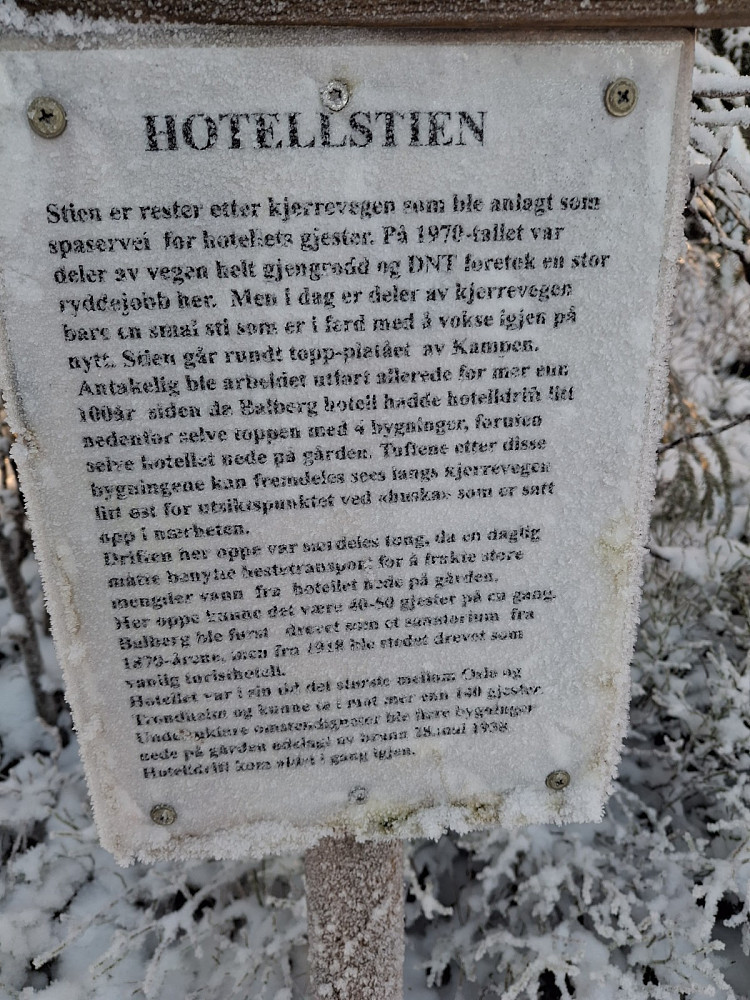 HOTELLSTIEN
Stien er rester etter kjerrevegen som ble anlagt som
spaservei for hotellets gjester. På 1970-tallet var
deler av vegen helt gjengrodd og DNT foretok en stor
ryddejobb her. Men i dag er deler av kjerrevegen
bare en smal sti som er i ferd med å vokse igjen på
nytt. Stien går rundt topp-platået av Kampen.
Antakelig ble arbeidet utført allerede for mer enn
100år siden da Balberg hotell hadde hotelldrift litt
nedenfor selve toppen med 4 bygninger, foruten
selve hotellet nede på gården. Tuftene etter disse
bygningene kan fremdeles sees langs kjerrevegen
litt øst for utsiktspunktet ved «huska» som er satt
opp i nærheten.
Driften her oppe var særdeles tung, da en daglig
måtte benytte hestetransport for å frakte store
mengder vann fra hotellet nede på gården.
Her oppe kunne det være 40-50 gjester på en gang.
Balberg ble først drevet som et sanatorium fra
1870-årene, men fra 1918 ble stedet drevet som
vanlig turisthotell.
Hotellet var i sin tid det største mellom Oslo og
Trondheim og kunne ta i mot mer enn 140 gjester.
Under uklare omstendigheter ble flere bygninger
nede på gården ødelagt av brann 28.mai 1938
Hotelldrift kom aldri i gang igjen.